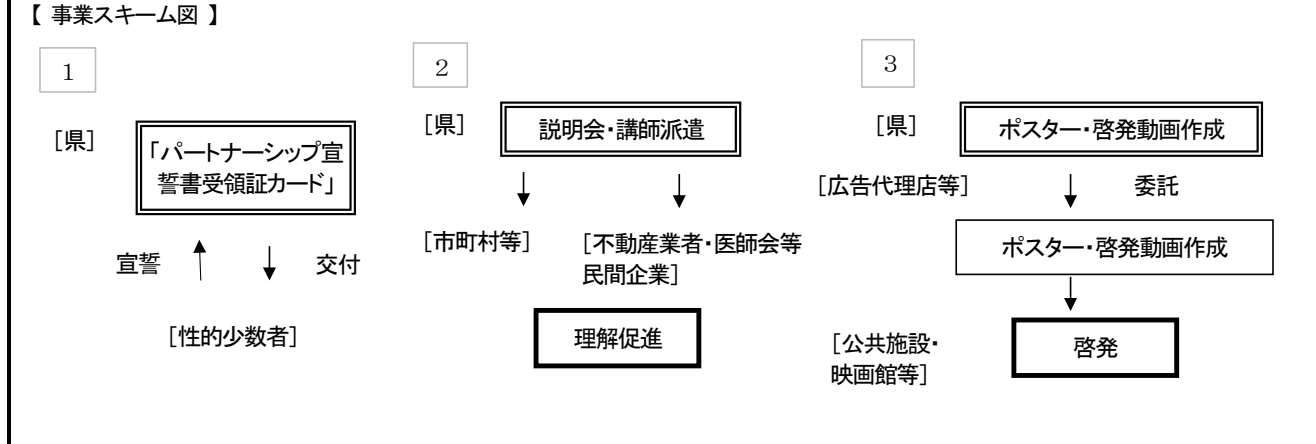 【 事業スキーム図 】
１
[県]
「パートナーシップ宣
誓書受領証カード」
宣誓
交付
[性的少数者]
２
[県]
説明会・講師派遣
[市町村等]
[不動産業者・医師会等
民間企業]
理解促進
３
[県]
ポスター・啓発動画作成
[広告代理店等]
委託
ポスター・啓発動画作成
[公共施設・
映画館等]
啓発